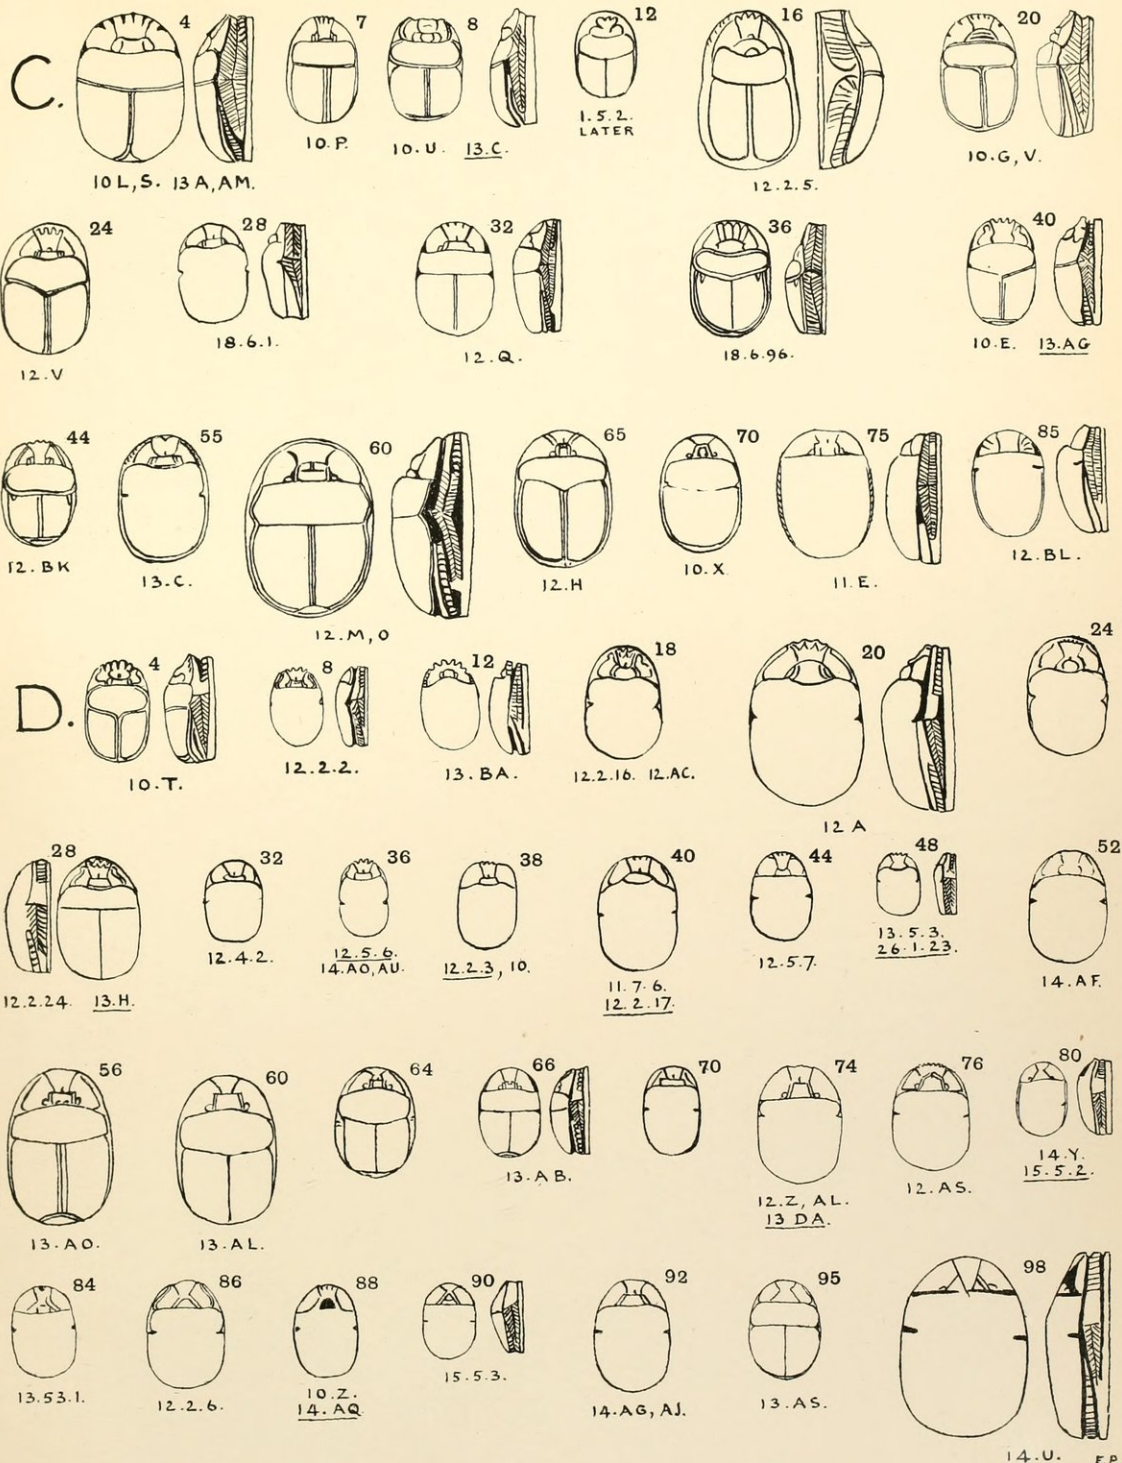 C.
4 7 8 12 16 20
10 L, S. 13 A, AM.
10.P.
10.U. 13.C.
1.5.2.
LATER
12.2.5.
10.G, V.
24 28 32 36 40
12.V
18.6.1.
12.Q.
18.6.96.
10.E. 13.AG
44 55 60 65 70 75 85
12.BK
13.C.
12.M, O
12.H
10.X
11.E.
12.BL.
D.
4 8 12 18 20 24
10.T.
12.2.2.
13.BA.
12.2.16. 12.AC.
12 A
28 32 36 38 40 44 48 52
12.2.24. 13.H.
12.4.2.
12.5.6.
14.AO, AU.
12.2.3, 10.
11.7.6.
12.2.17.
12.5.7.
13.5.3.
26.1.23.
14.AF.
56 60 64 66 70 74 76 80
13.AO.
13.AL.
13.AB.
12.Z, AL.
13 DA.
12.AS.
14.Y.
15.5.2.
84 86 88 90 92 95 98
13.53.1.
12.2.6.
10.Z.
14.AQ
15.5.3.
14.AG, AJ.
13.AS.
14.U.
F.P.